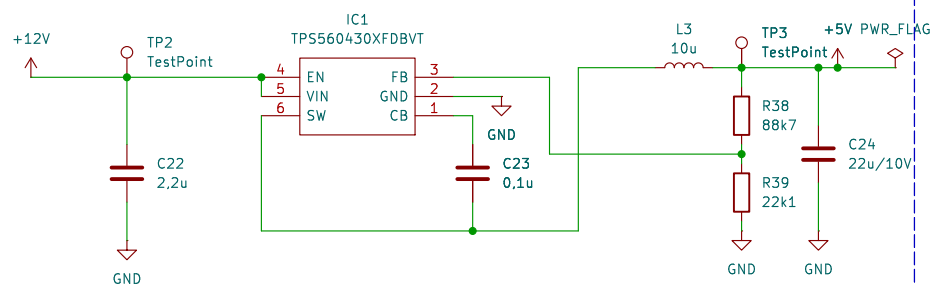 IC1
TPS560430XFDBVT
+12V
TP2
TestPoint
L3
10u
TP3
TestPoint
+5V
PWR_FLAG
4
EN
FB
3
5
VIN
GND
2
6
SW
CB
1
GND
R38
88k7
C22
2,2u
C23
0,1u
C24
22u/10V
R39
22k1
GND
GND
GND